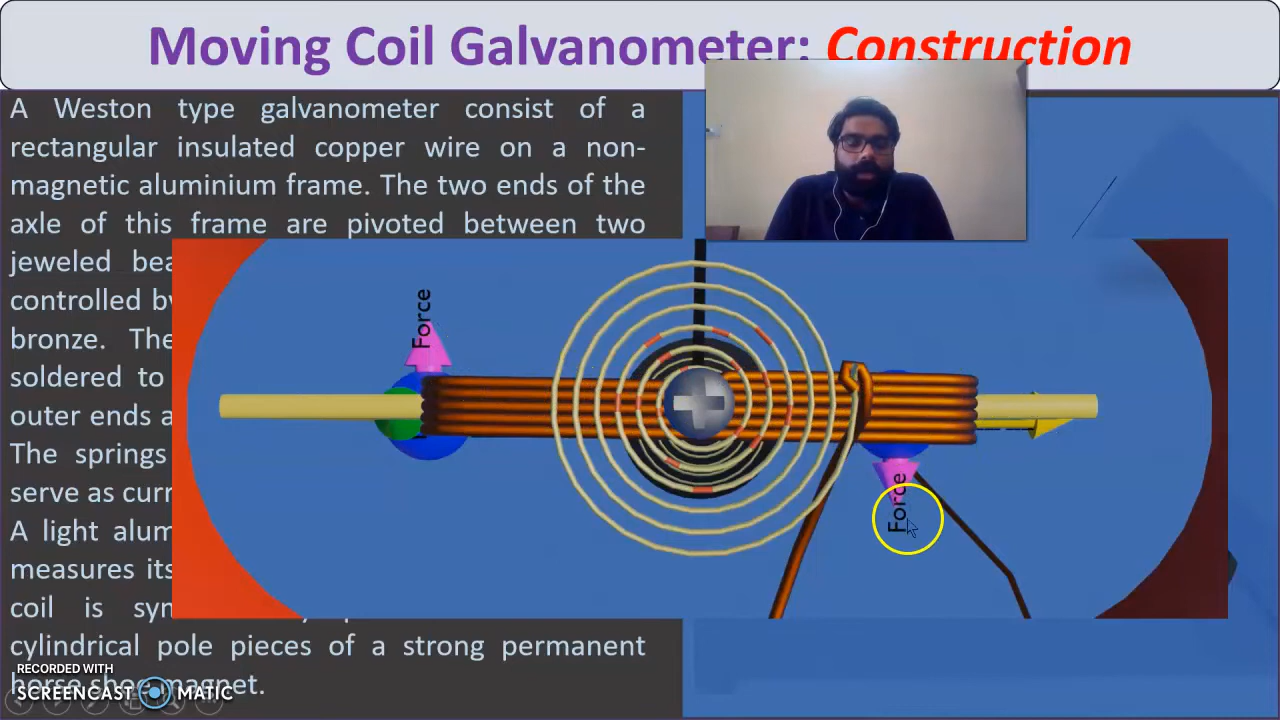 Moving Coil Galvanometer: Construction
A Weston type galvanometer consist of a
rectangular insulated copper wire on a non-
magnetic aluminium frame. The two ends of the
axle of this frame are pivoted between two
jeweled
controlled
bronze. The
soldered to
outer ends
The springs
serve as
A light
measures its
coil is
cylindrical pole pieces of a strong permanent
horse shoe magnet.
Force
Force
RECORDED WITH
SCREENCAST MATIC